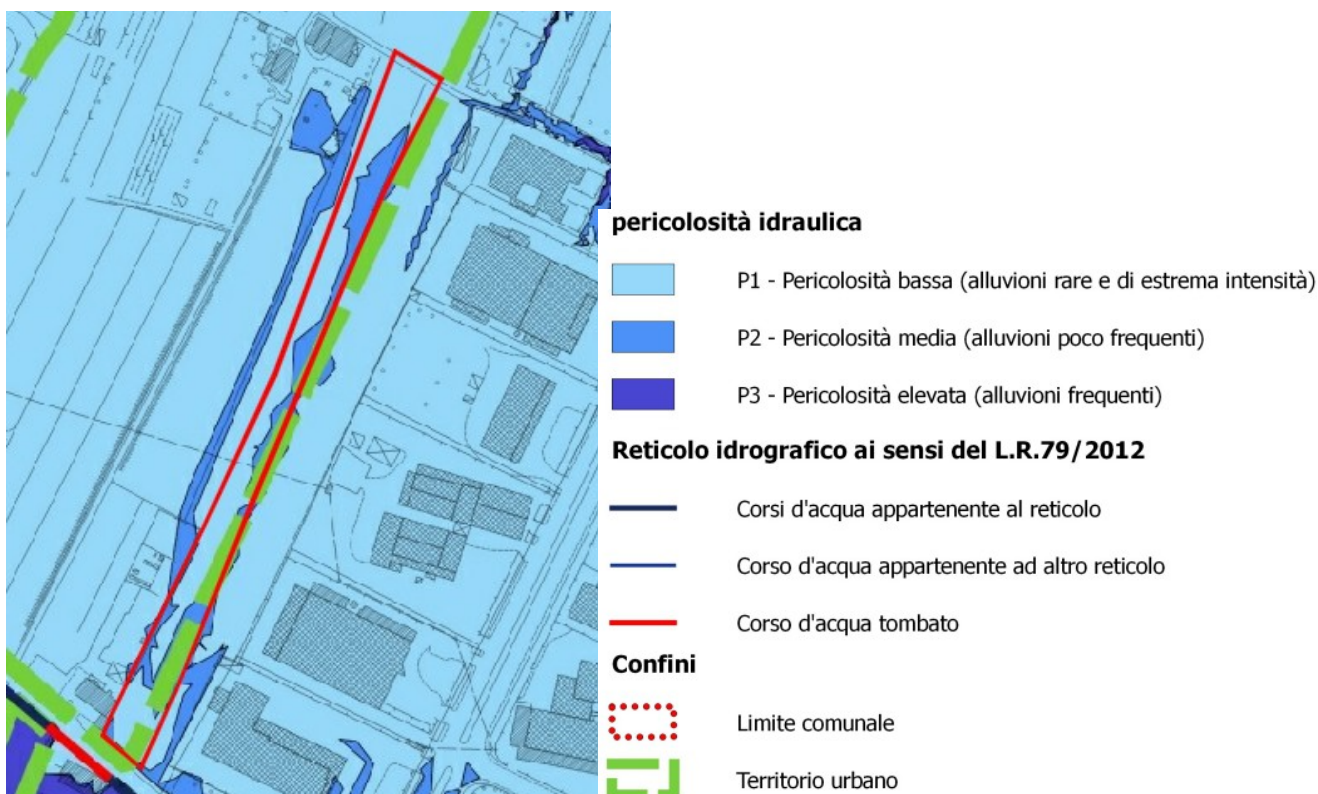 pericolosità idraulica
P1 - Pericolosità bassa (alluvioni rare e di estrema intensità)
P2 - Pericolosità media (alluvioni poco frequenti)
P3 - Pericolosità elevata (alluvioni frequenti)
Reticolo idrografico ai sensi del L.R.79/2012
Corsi d'acqua appartenente al reticolo
Corso d'acqua appartenente ad altro reticolo
Corso d'acqua tombato
Confini
Limite comunale
Territorio urbano